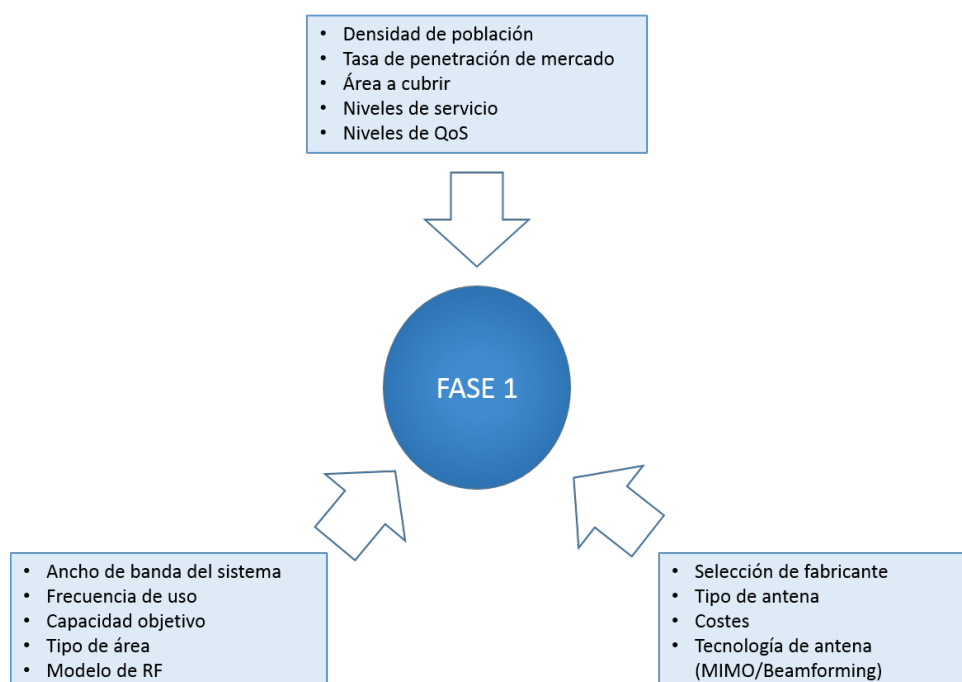 • Densidad de población
• Tasa de penetración de mercado
• Área a cubrir
• Niveles de servicio
• Niveles de QoS
FASE 1
• Ancho de banda del sistema
• Frecuencia de uso
• Capacidad objetivo
• Tipo de área
• Modelo de RF
• Selección de fabricante
• Tipo de antena
• Costes
• Tecnología de antena
(MIMO/Beamforming)